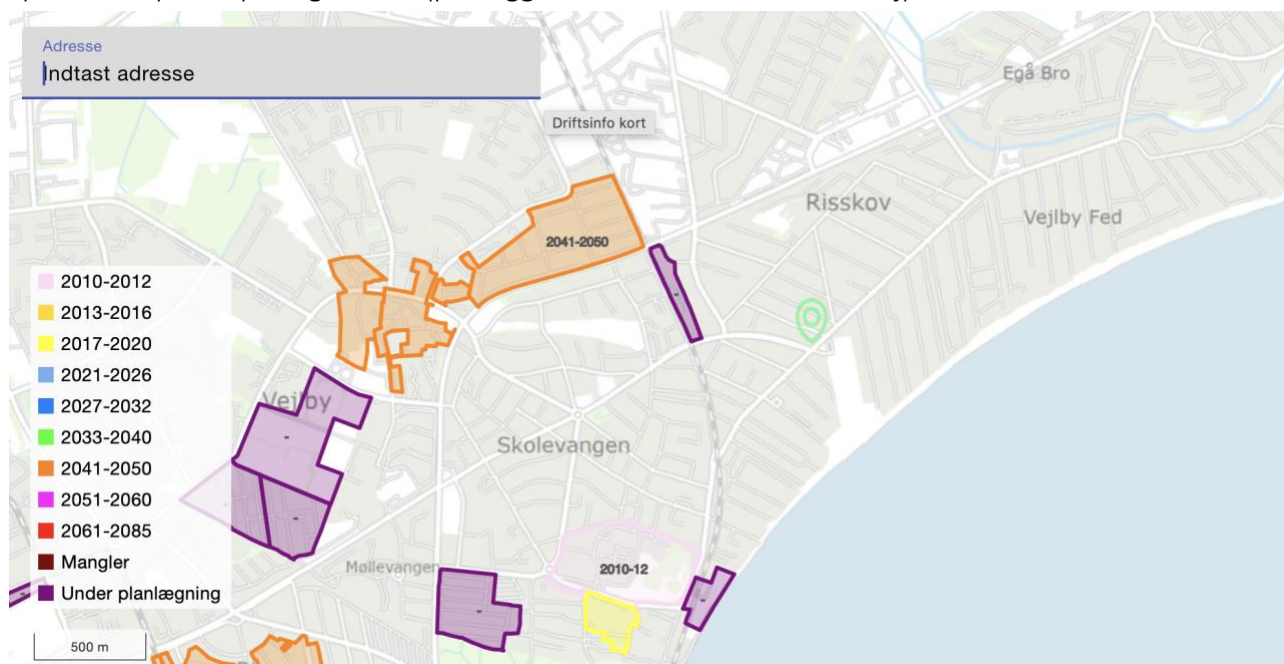 Adresse
Indtast adresse
Driftsinfo kort
Egå Bro
Risskov
Vejlby Fed
2041-2050
2010-2012
2013-2016
2017-2020
2021-2026
2027-2032
2033-2040
2041-2050
2051-2060
2061-2085
Mangler
Under planlægning
Vejlby
Skolevangen
Møllevangen
2010-12
500 m